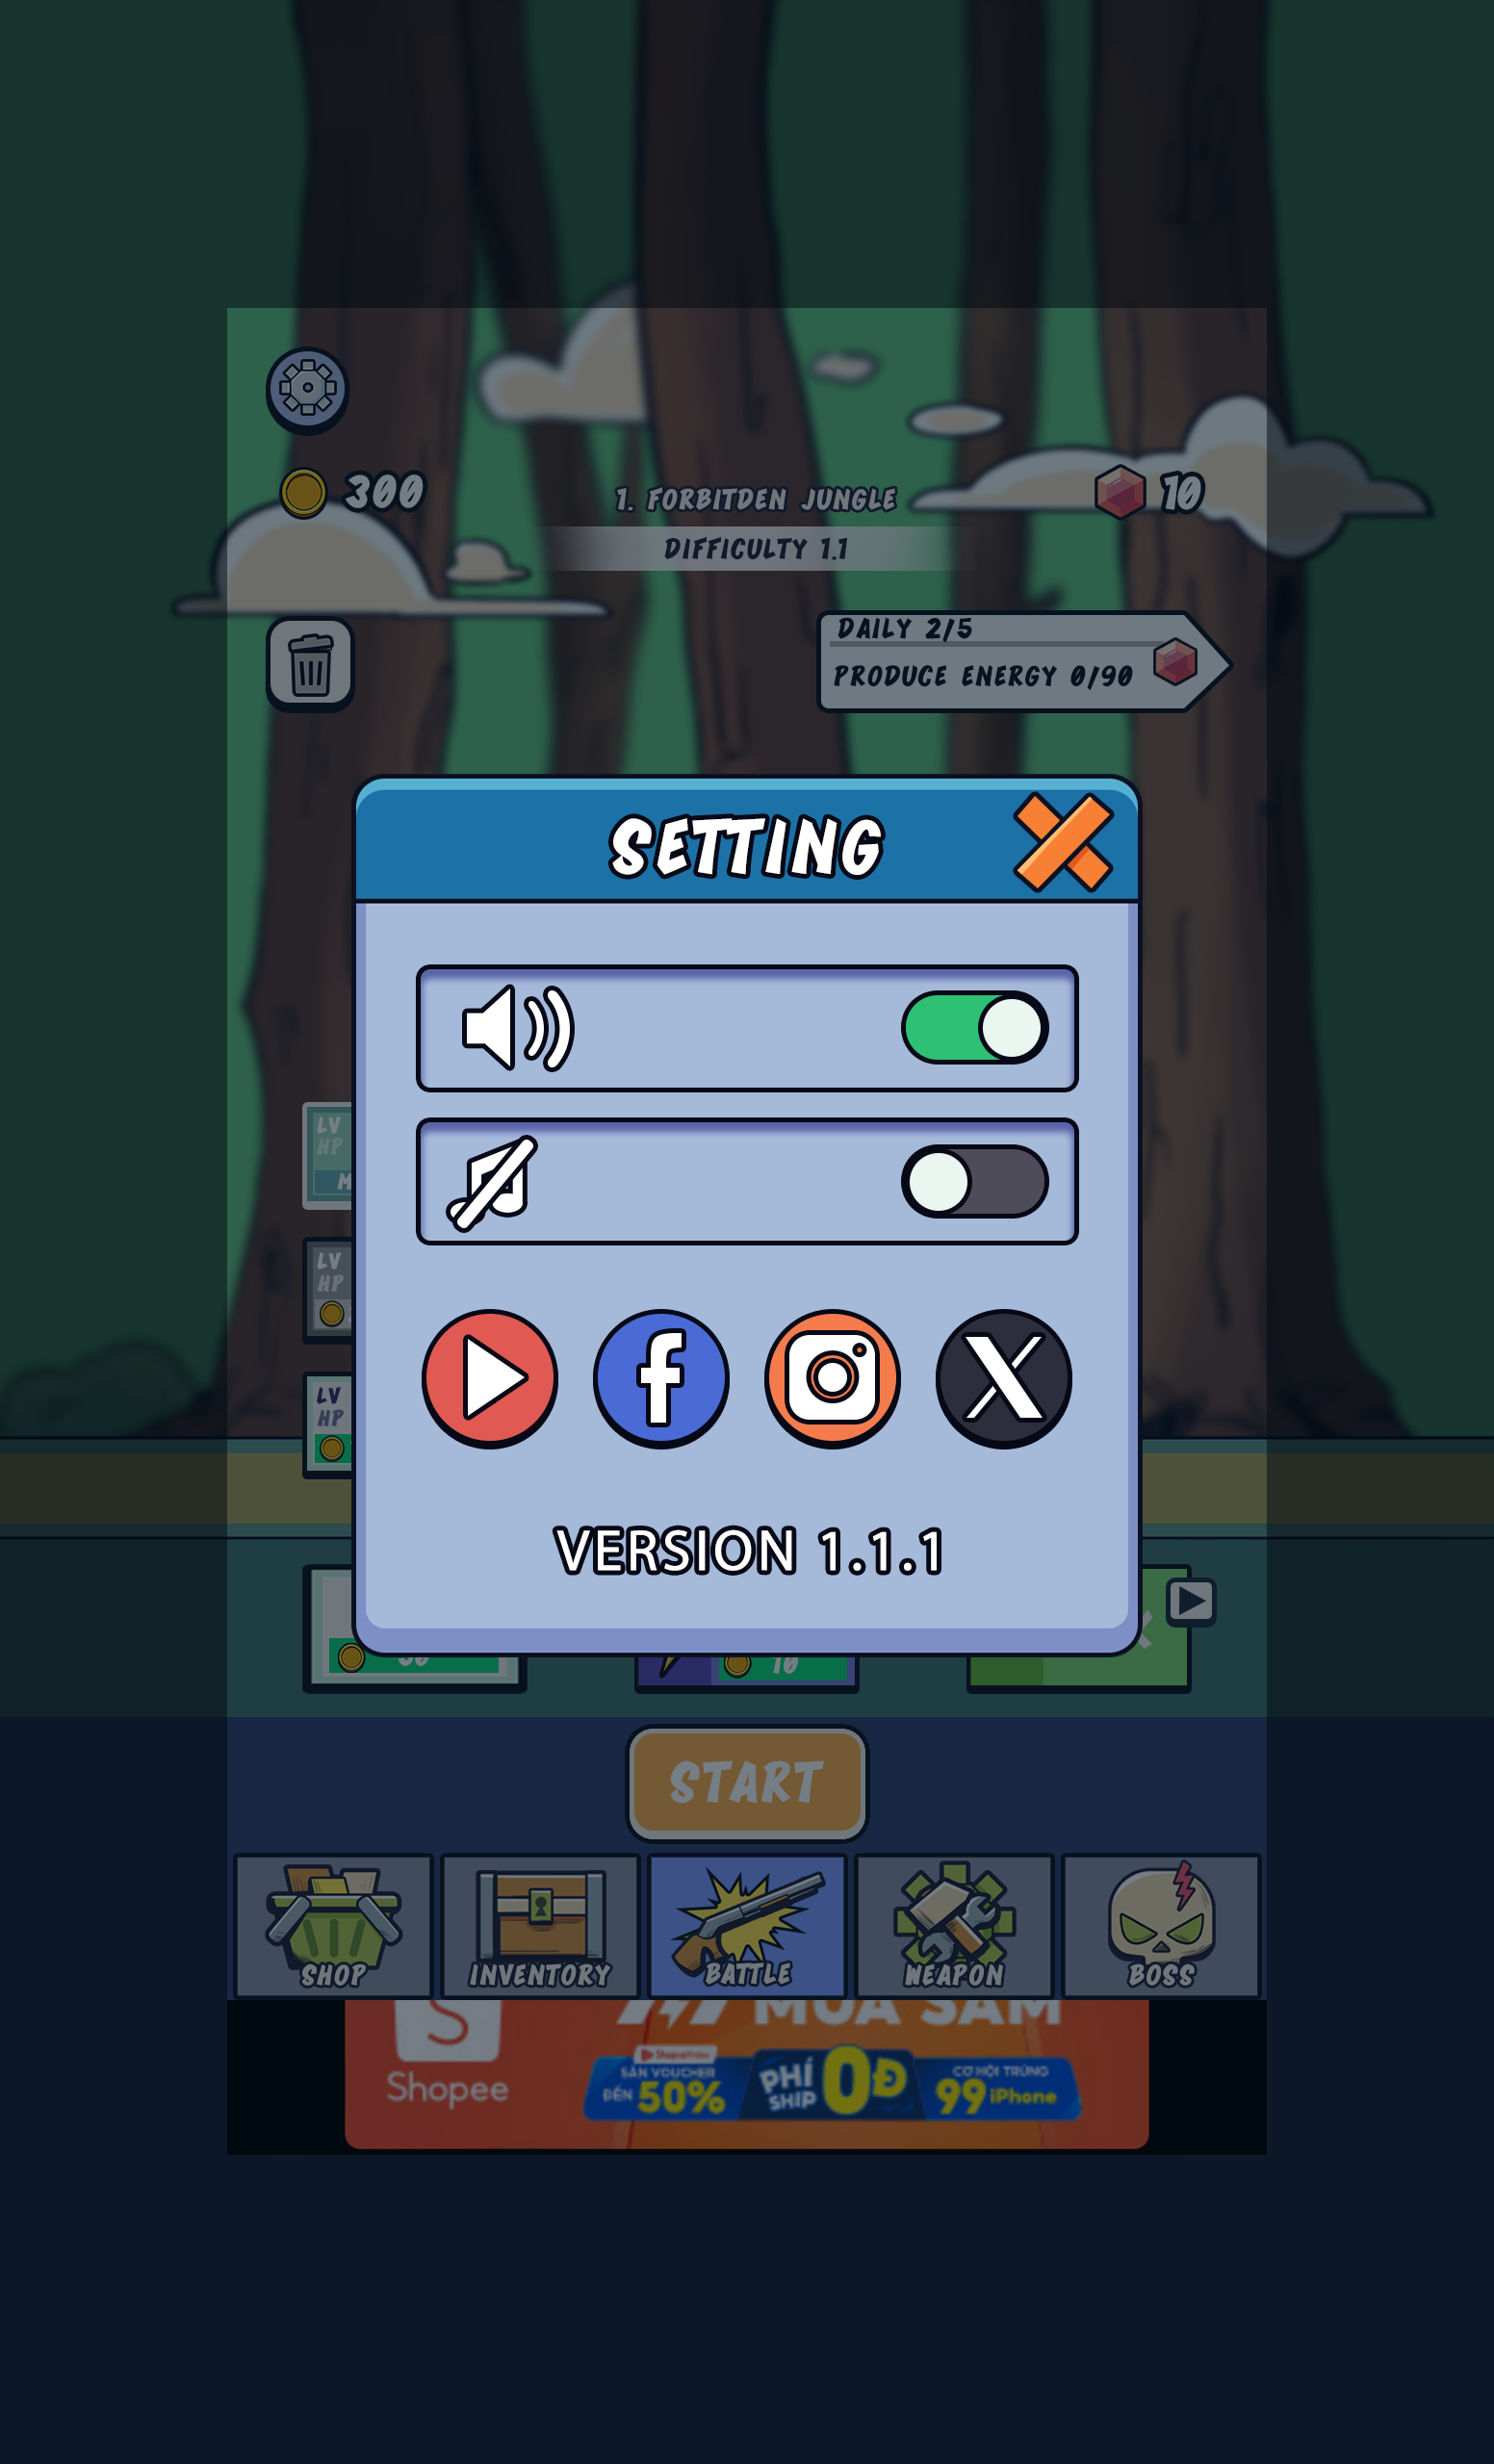 300
1. FORBITDEN JUNGLE
10
DIFFICULTY 1.1
DAILY 2/5
PRODUCE ENERGY 0/90
SETTING
LV
HP
M
LV
HP
LV
HP
VERSION 1.1.1
10
START
SHOP
INVENTORY
BATTLE
WEAPON
BOSS
MUA SẮM
Shopee
ShopeeVideo
SĂN VOUCHER
ĐẾN 50%
PHÍ
SHIP 0Đ
CƠ HỘI TRÚNG
99 iPhone